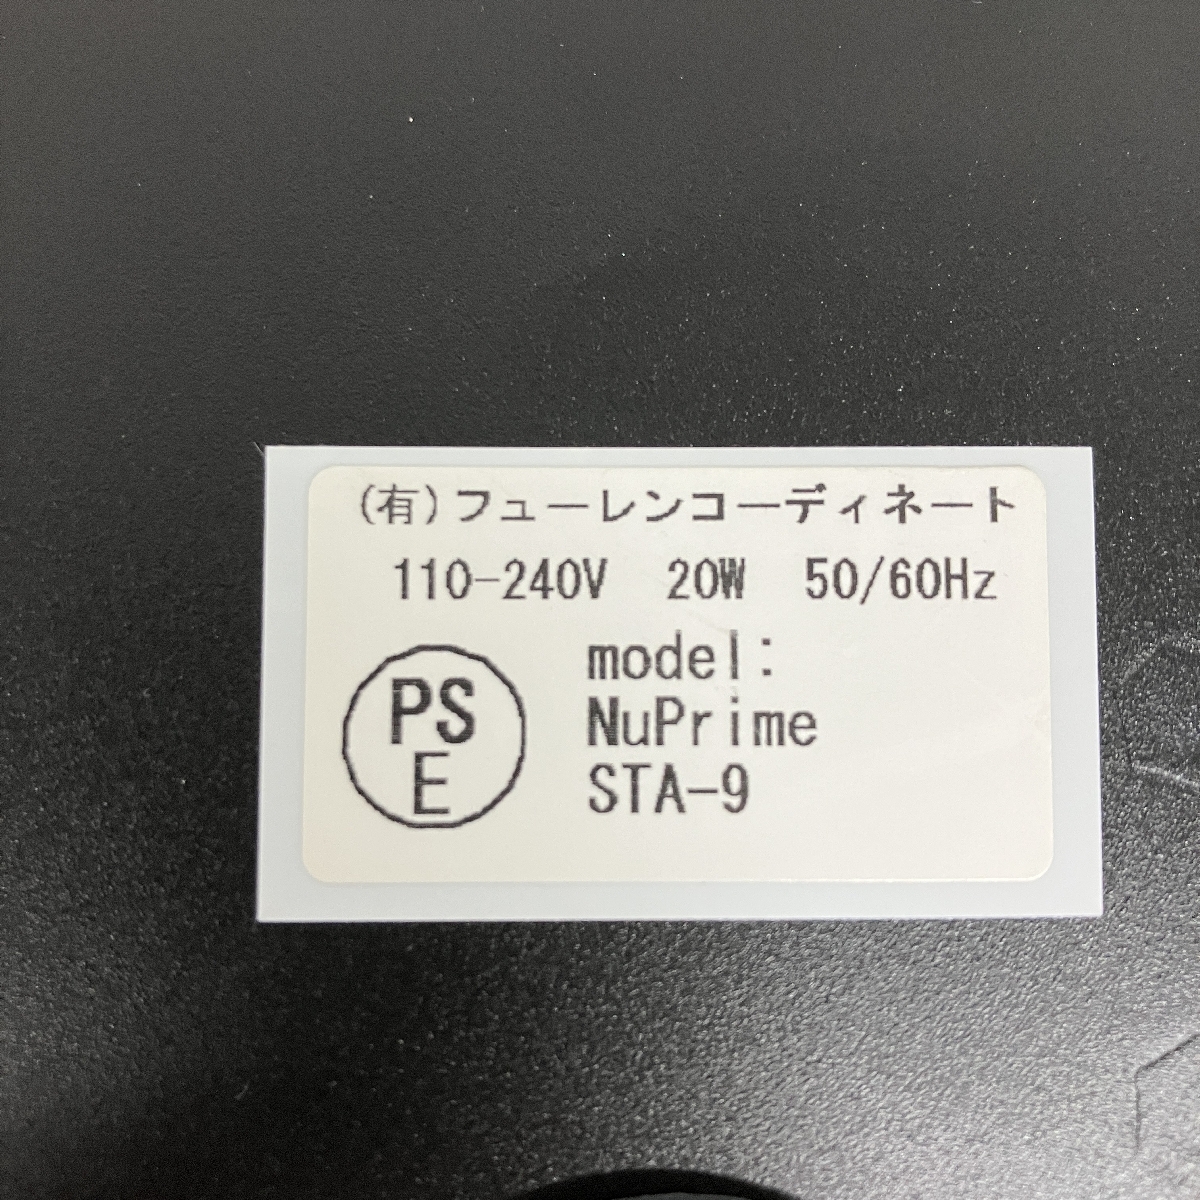 (有)フューレンコーディネート
110-240V 20W 50/60Hz
PS
E
model:
NuPrime
STA-9